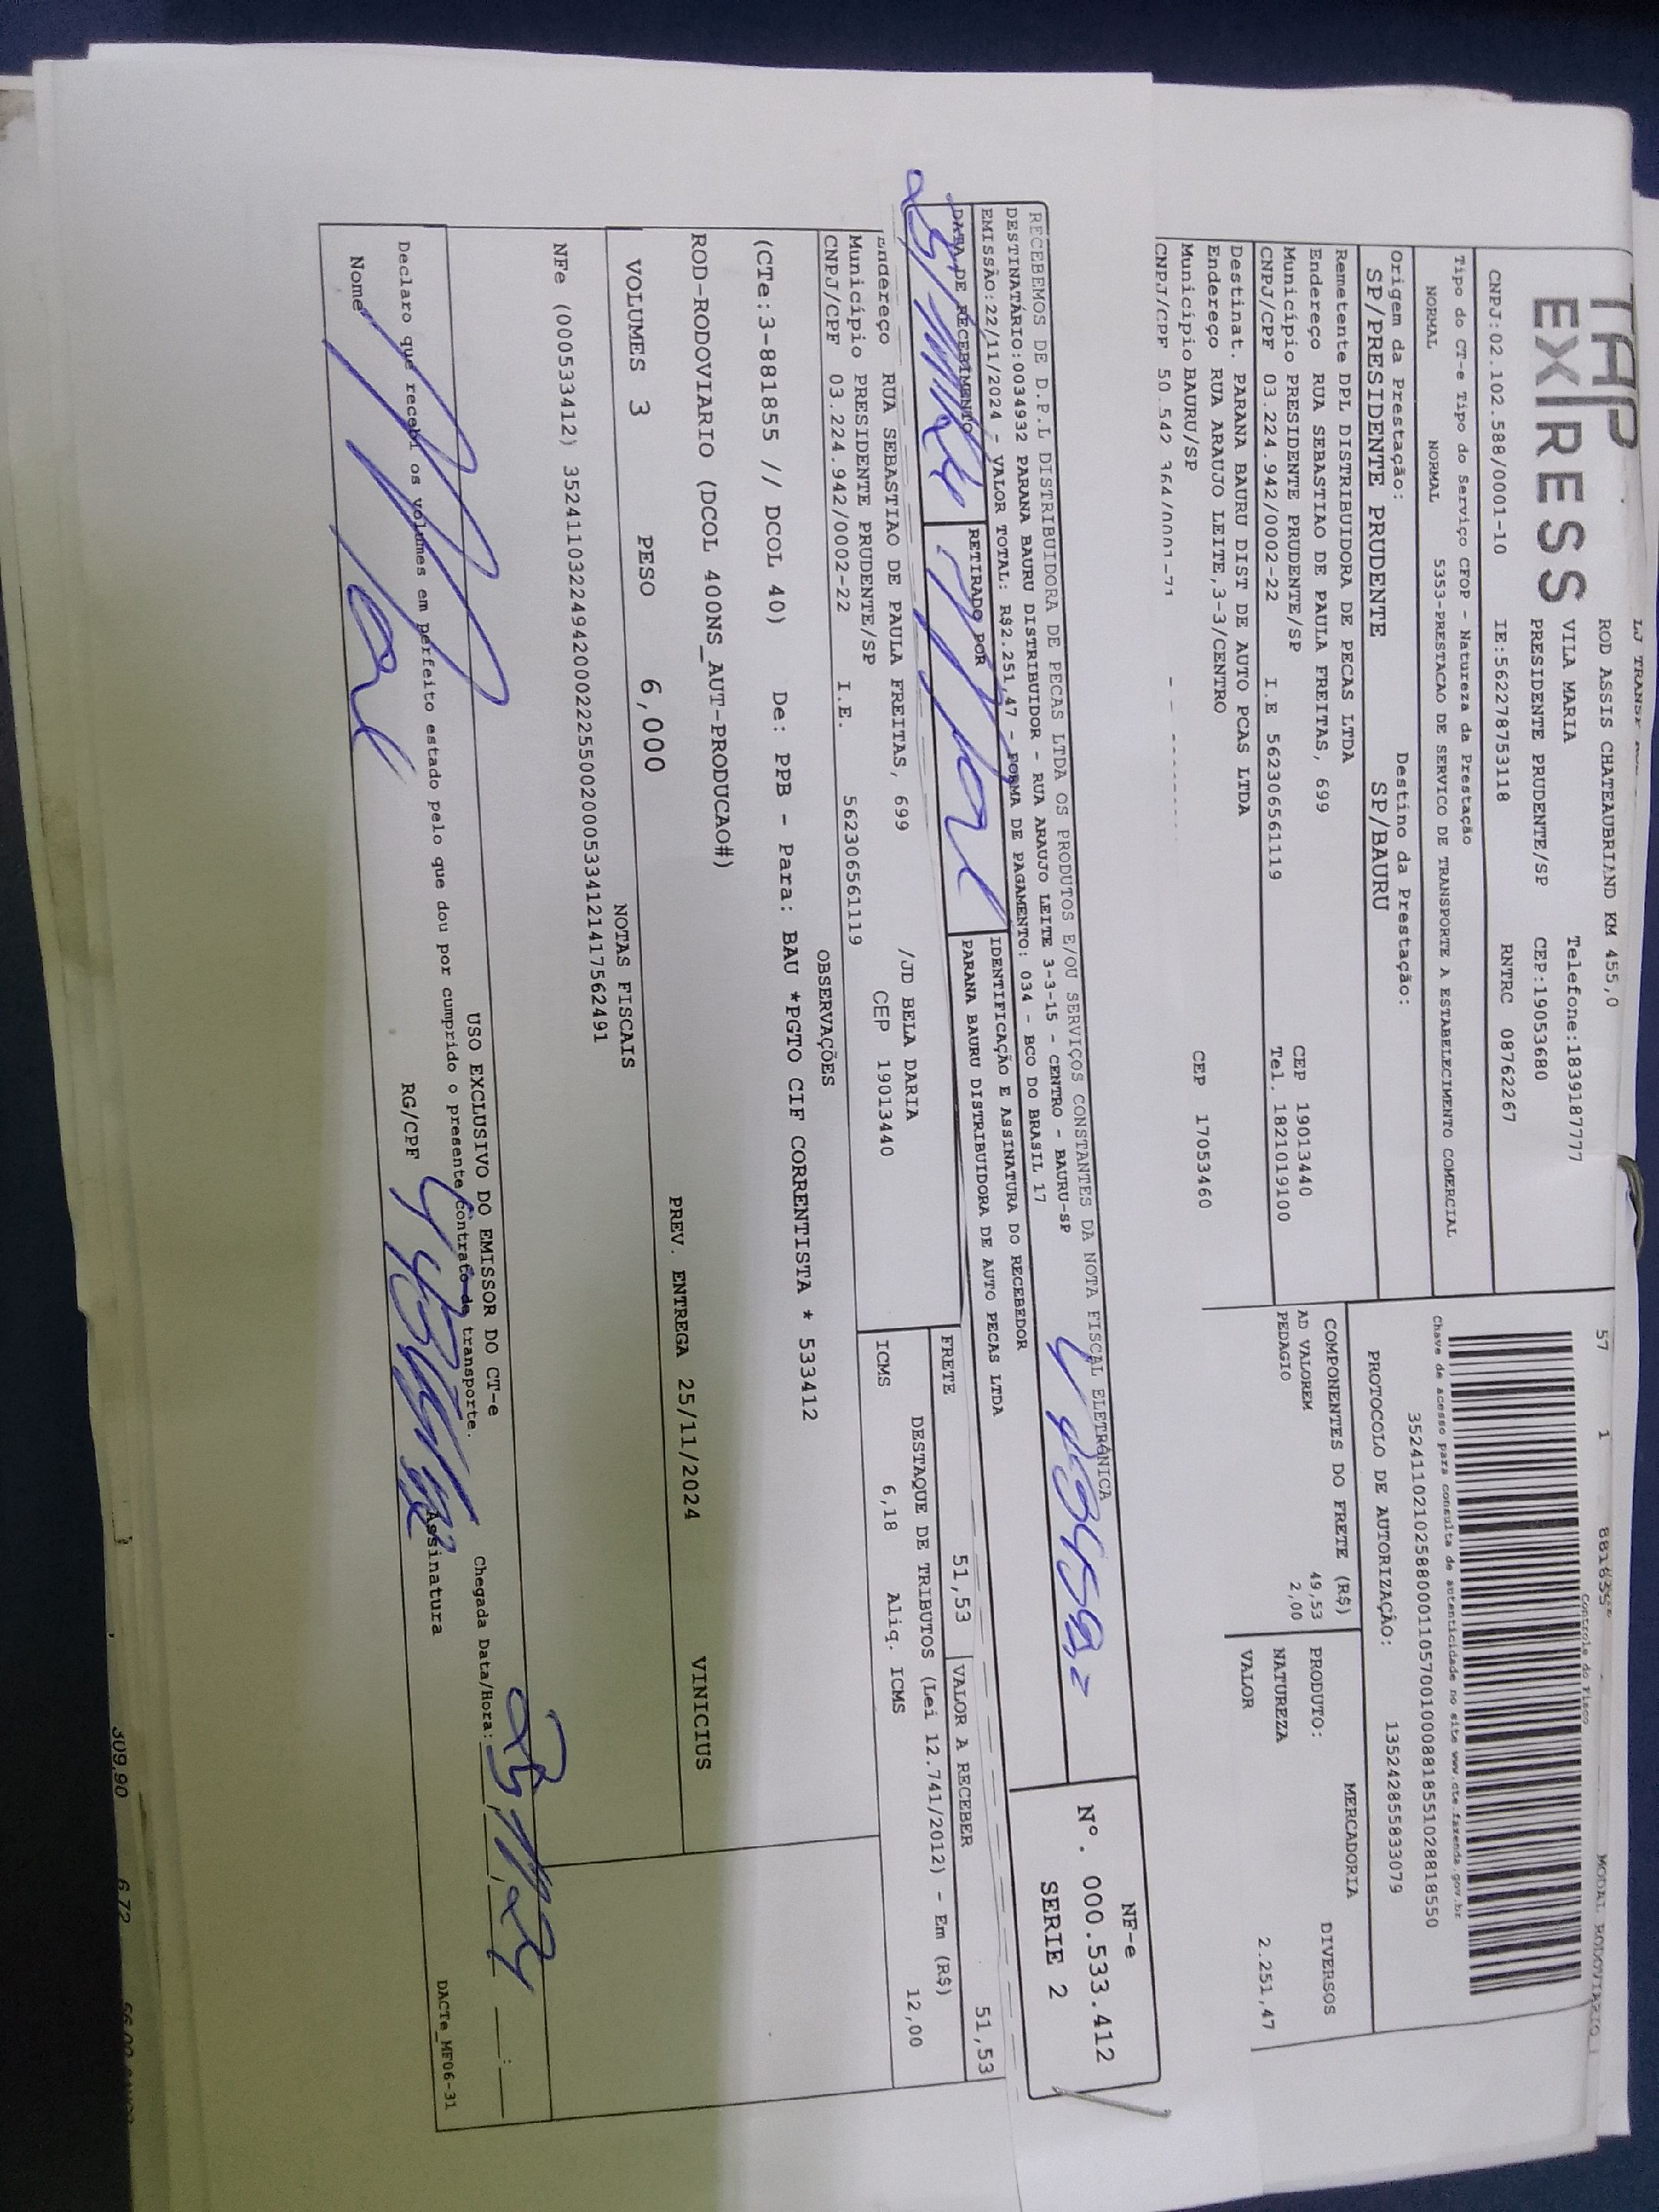 TAP
EXPRESS
ROD ASSIS CHATEAUBRIAND KM 455,0
VILA MARIA Telefone:1839187777
PRESIDENTE PRUDENTE/SP CEP:19053680
CNPJ:02.102.588/0001-10 IE:562278753118 RNTRC 08762267
57 1 MODAL RODOVIARIO
Controle do Fisco
Chave de acesso para consulta de autenticidade no site www.cte.fazenda.gov.br
35241102102588000110570010008818551028818550
PROTOCOLO DE AUTORIZAÇÃO: 135242855833079
Tipo do CT-e Tipo do Serviço CFOP - Natureza da Prestação
NORMAL NORMAL 5353-PRESTACAO DE SERVICO DE TRANSPORTE A ESTABELECIMENTO COMERCIAL
Origem da Prestação: Destino da Prestação:
SP/PRESIDENTE PRUDENTE SP/BAURU
Remetente DPL DISTRIBUIDORA DE PECAS LTDA
Endereço RUA SEBASTIAO DE PAULA FREITAS, 699
Município PRESIDENTE PRUDENTE/SP CEP 19013440
CNPJ/CPF 03.224.942/0002-22 I.E 562306561119 Tel. 1821019100
Destinat. PARANA BAURU DIST DE AUTO PCAS LTDA
Endereço RUA ARAUJO LEITE,3-3/CENTRO
Município BAURU/SP CEP 17053460
CNPJ/CPF 50.542.364/0001-71
COMPONENTES DO FRETE (R$)
AD VALOREM 49,53
PEDAGIO 2,00
MERCADORIA
PRODUTO: DIVERSOS
NATUREZA
VALOR 2.251,47
RECEBEMOS DE D.P.L DISTRIBUIDORA DE PECAS LTDA OS PRODUTOS E/OU SERVIÇOS CONSTANTES DA NOTA FISCAL ELETRÔNICA
DESTINATÁRIO:0034932 PARANA BAURU DISTRIBUIDOR - RUA ARAUJO LEITE 3-3-15 - CENTRO - BAURU-SP
EMISSÃO:22/11/2024 - VALOR TOTAL: R$2.251,47 - FORMA DE PAGAMENTO: 034 - BCO DO BRASIL 17
DATA DE RECEBIMENTO RETIRADO POR IDENTIFICAÇÃO E ASSINATURA DO RECEBEDOR
PARANA BAURU DISTRIBUIDORA DE AUTO PECAS LTDA
NF-e
Nº. 000.533.412
SERIE 2
Endereço RUA SEBASTIAO DE PAULA FREITAS, 699 /JD BELA DARIA
Município PRESIDENTE PRUDENTE/SP CEP 19013440
CNPJ/CPF 03.224.942/0002-22 I.E. 562306561119
FRETE 51,53 VALOR A RECEBER 51,53
DESTAQUE DE TRIBUTOS (Lei 12.741/2012) - Em (R$)
ICMS 6,18 Aliq. ICMS 12,00
OBSERVAÇÕES
(CTe:3-881855 // DCOL 40) De: PPB - Para: BAU *PGTO CIF CORRENTISTA * 533412
ROD-RODOVIARIO (DCOL 400NS_AUT-PRODUCAO#)
VOLUMES 3 PESO 6,000 PREV. ENTREGA 25/11/2024 VINICIUS
NOTAS FISCAIS
NFe (000533412) 35241103224942000222550020005334121417562491
USO EXCLUSIVO DO EMISSOR DO CT-e
Chegada Data/Hora: 25/11/24
Declaro que recebi os volumes em perfeito estado pelo que dou por cumprido o presente contrato de transporte.
Nome RG/CPF Assinatura
DACTe_MF06-31
309,90 6,72